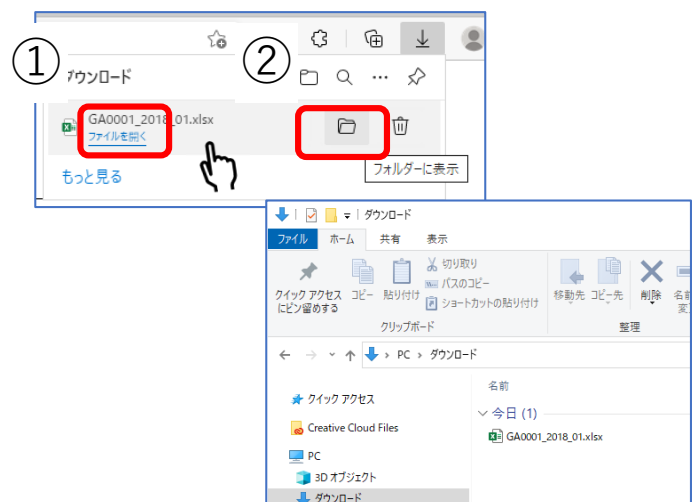 ①
②
ダウンロード
GA0001_2018_01.xlsx
ファイルを開く
もっと見る
フォルダーに表示
ダウンロード
ファイル ホーム 共有 表示
クイック アクセス
にピン留めする
コピー
貼り付け
切り取り
パスのコピー
ショートカットの貼り付け
移動先
コピー先
削除
名前
変
クリップボード
整理
PC › ダウンロード
名前
クイック アクセス
今日 (1)
Creative Cloud Files
GA0001_2018_01.xlsx
PC
3D オブジェクト
ダウンロード